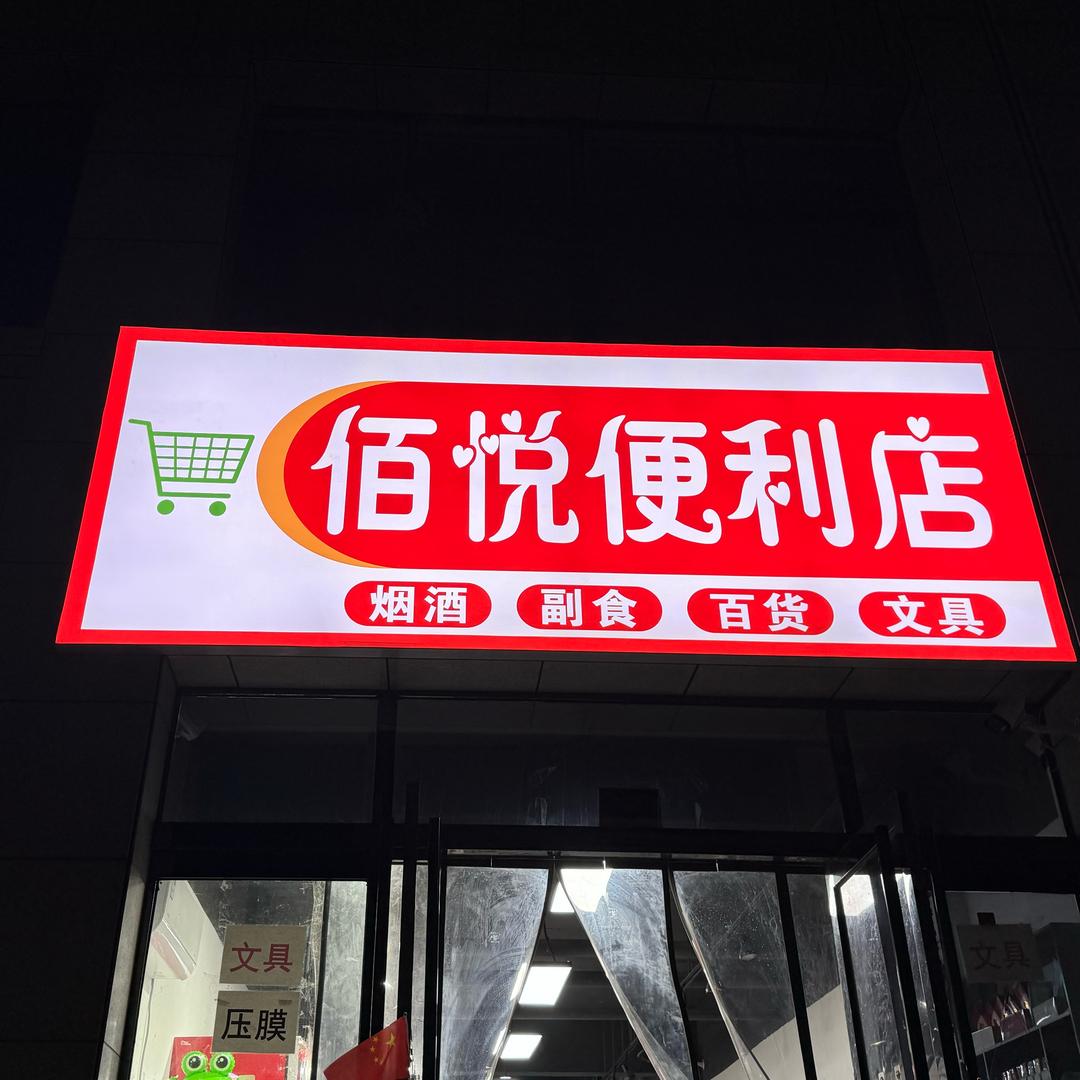 佰悦便利店
烟酒 副食 百货 文具
文具
压膜
文具